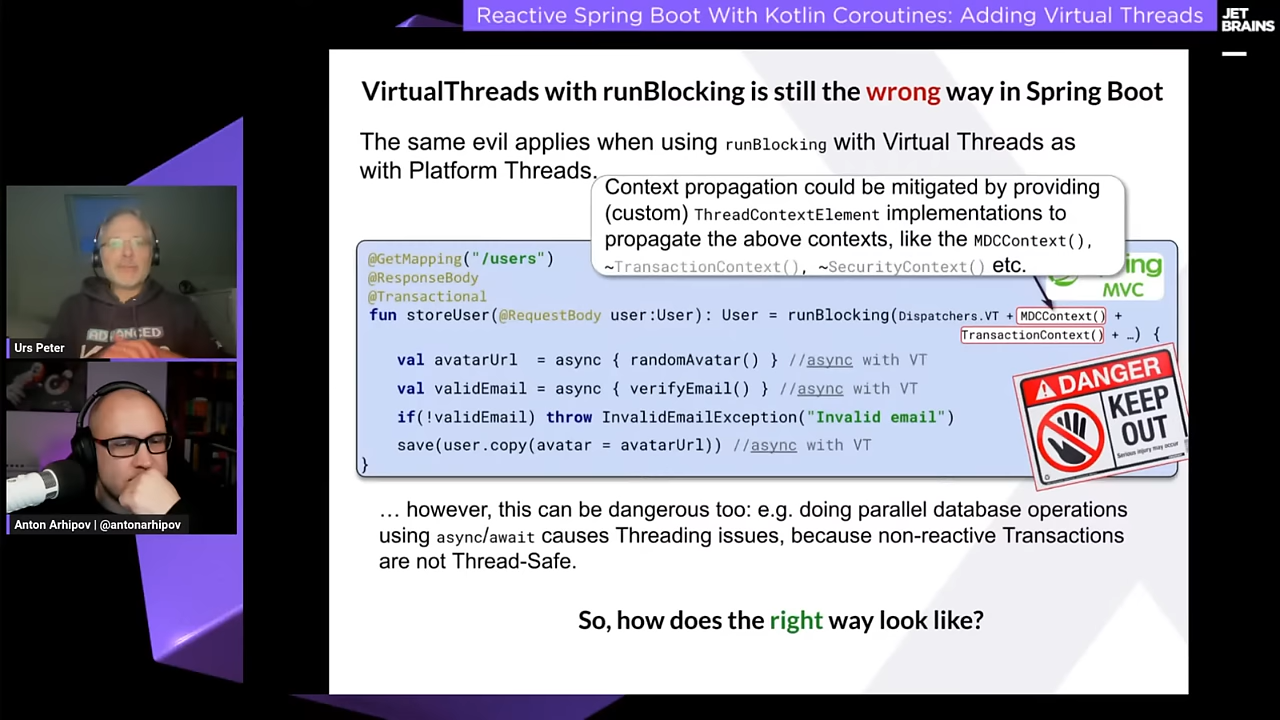 Reactive Spring Boot With Kotlin Coroutines: Adding Virtual Threads
JET
BRAINS
VirtualThreads with runBlocking is still the wrong way in Spring Boot
The same evil applies when using runBlocking with Virtual Threads as
with Platform Threads.
Context propagation could be mitigated by providing
(custom) ThreadContextElement implementations to
propagate the above contexts, like the MDCContext(),
~TransactionContext(), ~SecurityContext() etc.
@GetMapping("/users")
@ResponseBody
@Transactional
MVC
fun storeUser(@RequestBody user:User): User = runBlocking(Dispatchers.VT + MDCContext() +
TransactionContext() + …) {
val avatarUrl = async { randomAvatar() } //async with VT
val validEmail = async { verifyEmail() } //async with VT
if(!validEmail) throw InvalidEmailException("Invalid email")
save(user.copy(avatar = avatarUrl)) //async with VT
}
DANGER
KEEP
OUT
Serious injury may occur
… however, this can be dangerous too: e.g. doing parallel database operations
using async/await causes Threading issues, because non-reactive Transactions
are not Thread-Safe.
So, how does the right way look like?
Urs Peter
Anton Arhipov | @antonarhipov